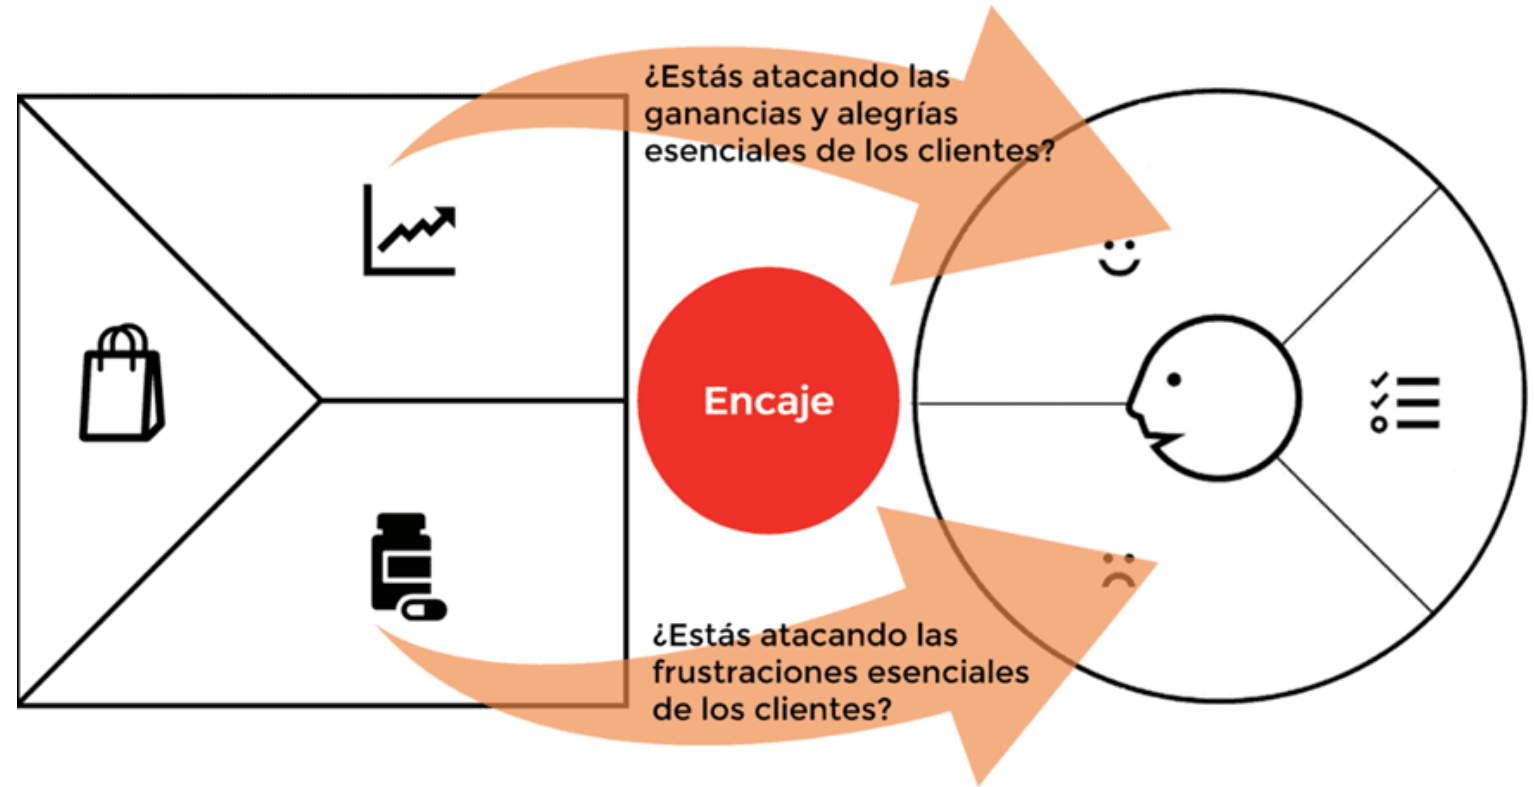 ¿Estás atacando las
ganancias y alegrías
esenciales de los clientes?
Encaje
¿Estás atacando las
frustraciones esenciales
de los clientes?